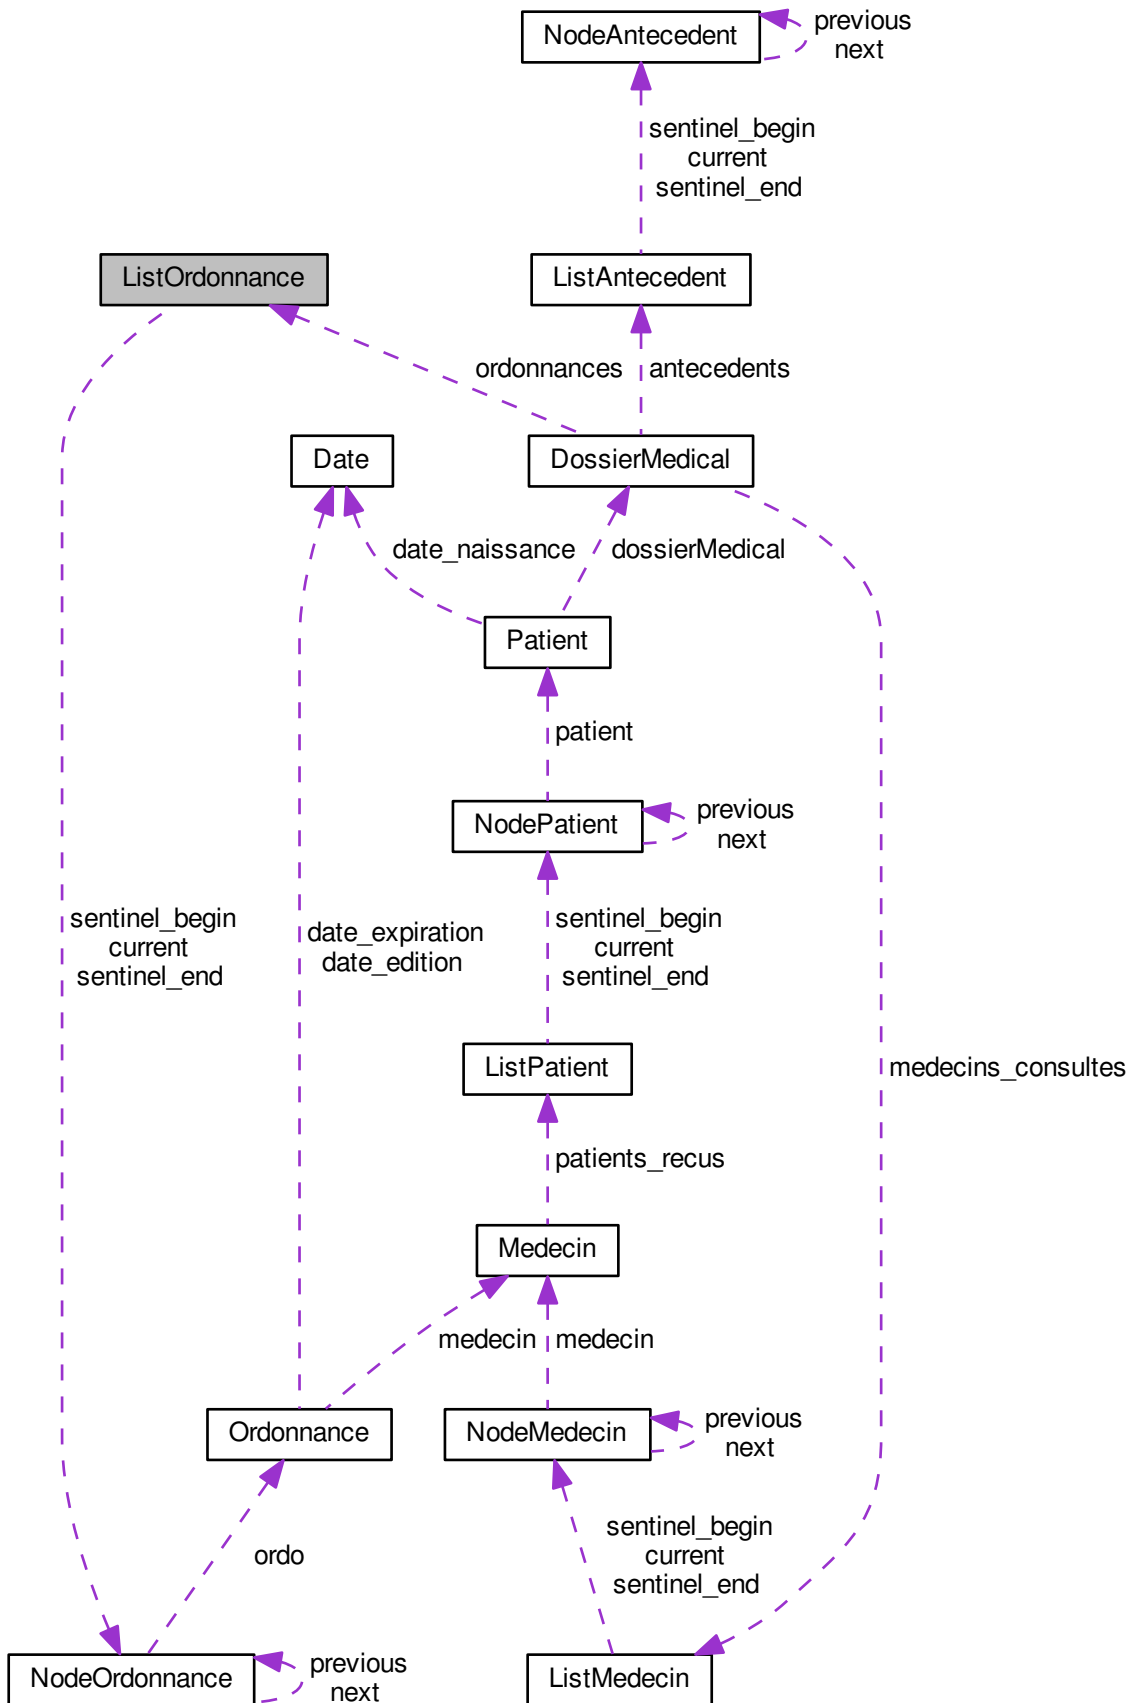 NodeAntecedent
previous
next
sentinel_begin
current
sentinel_end
ListOrdonnance
ListAntecedent
ordonnances
antecedents
Date
DossierMedical
date_naissance
dossierMedical
Patient
patient
NodePatient
previous
next
sentinel_begin
current
sentinel_end
date_expiration
date_edition
sentinel_begin
current
sentinel_end
ListPatient
medecins_consultes
patients_recus
Medecin
medecin
medecin
Ordonnance
NodeMedecin
previous
next
ordo
sentinel_begin
current
sentinel_end
NodeOrdonnance
previous
next
ListMedecin